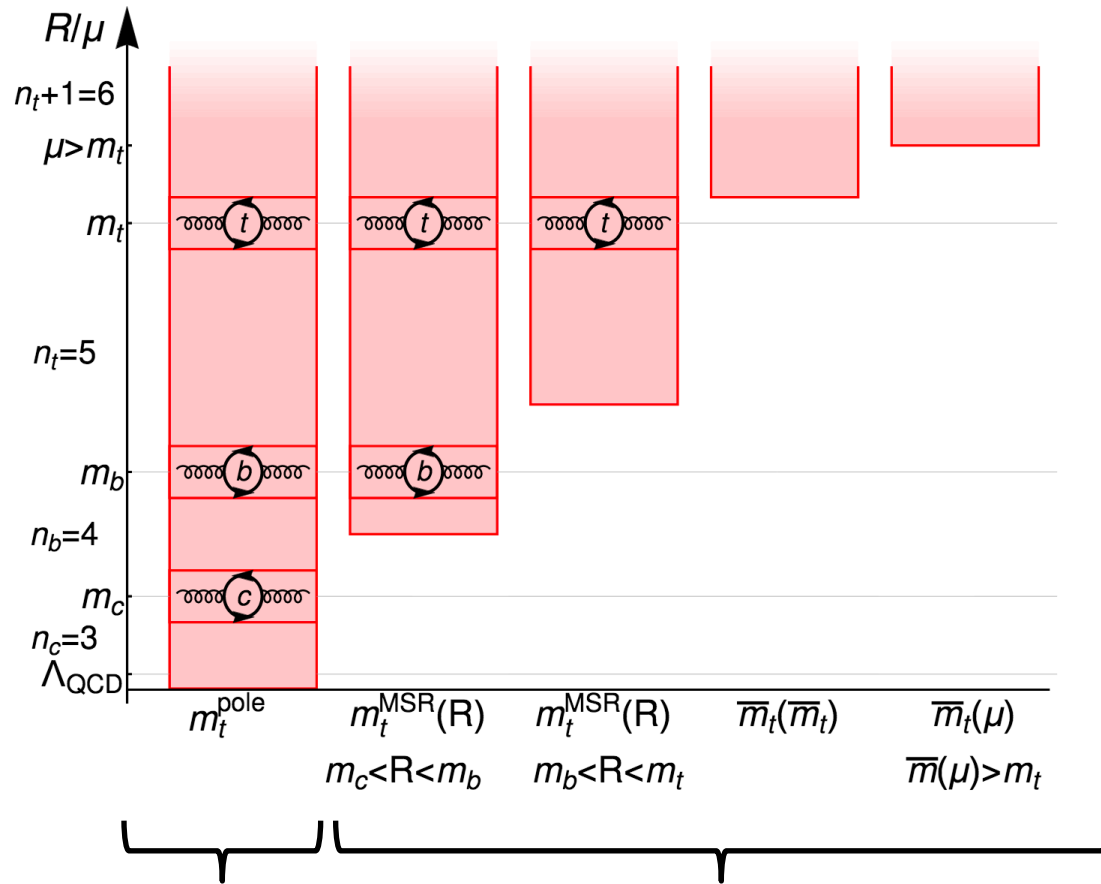 R/μ
n_t+1=6
μ>m_t
m_t
t
t
t
n_t=5
m_b
b
b
n_b=4
m_c
c
n_c=3
Λ_QCD
m_t^pole
m_t^MSR(R)
m_c<R<m_b
m_t^MSR(R)
m_b<R<m_t
m̅_t(m̅_t)
m̅_t(μ)
m̅(μ)>m_t